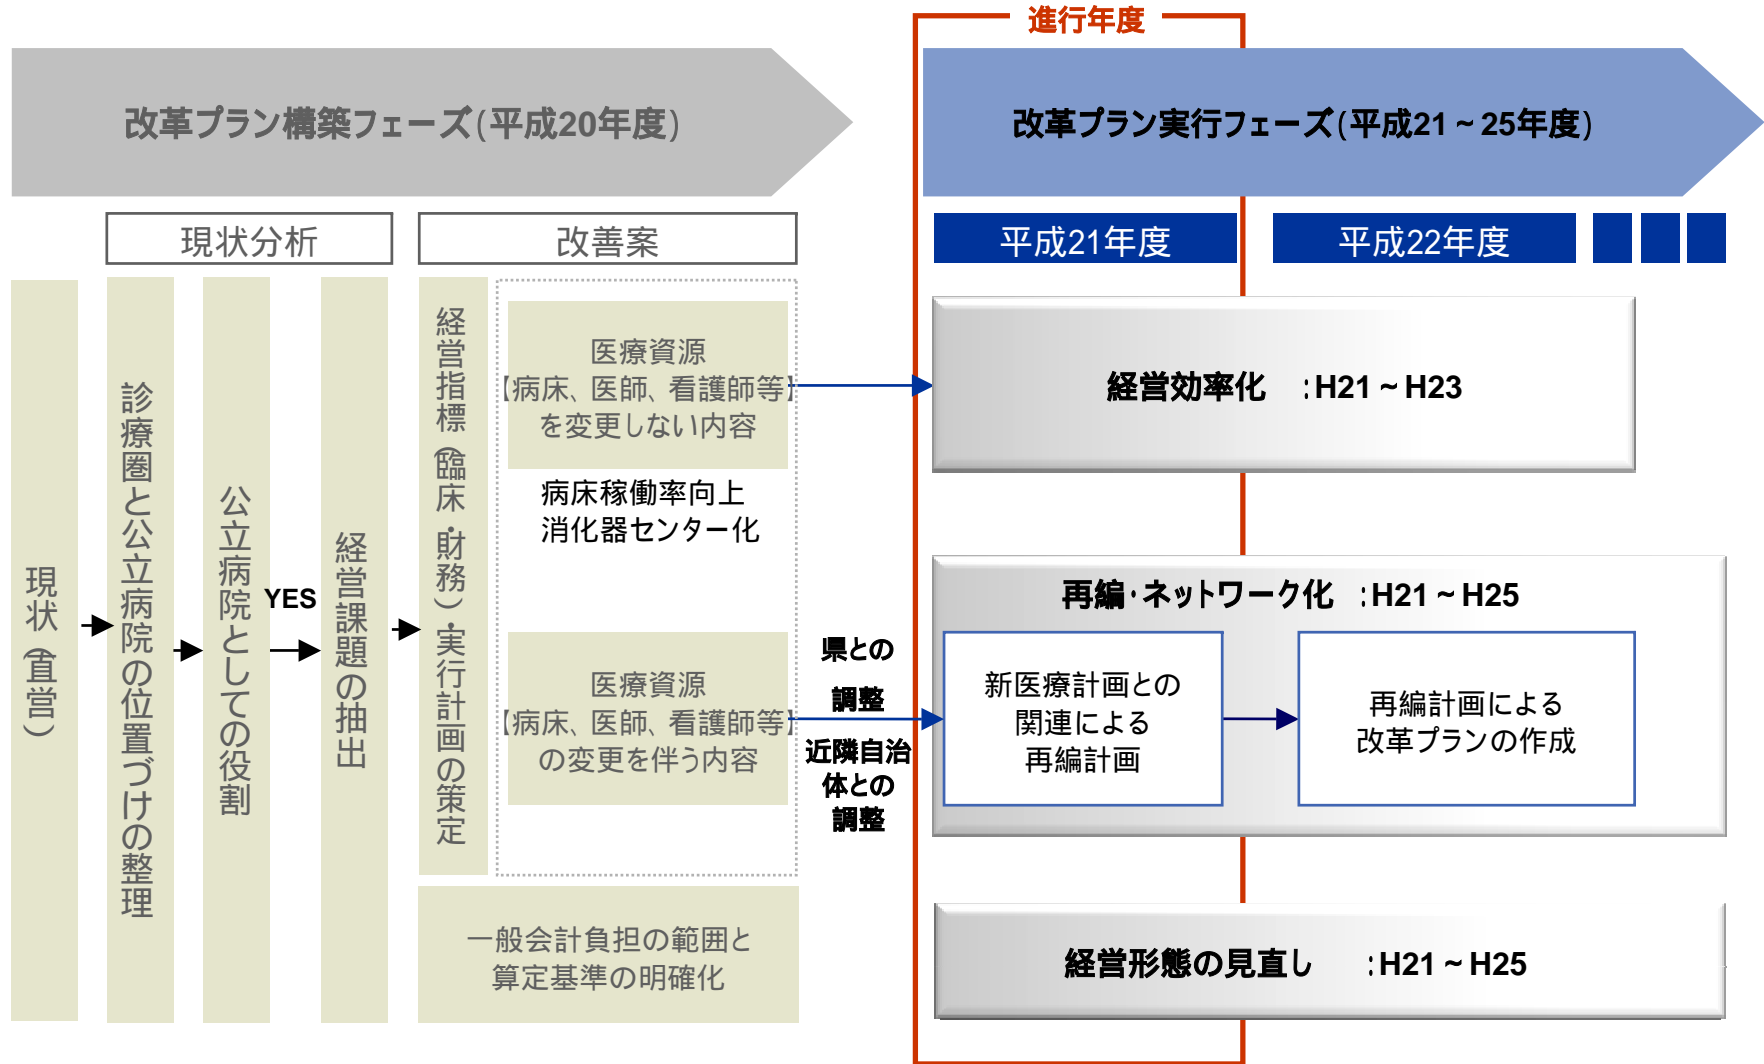 進行年度
改革プラン構築フェーズ(平成20年度)
改革プラン実行フェーズ(平成21～25年度)
現状分析
改善案
平成21年度
平成22年度
現状(直営)
診療圏と公立病院の位置づけの整理
公立病院としての役割
YES
経営課題の抽出
経営指標(臨床・財務)・実行計画の策定
医療資源
【病床、医師、看護師等】
を変更しない内容
病床稼働率向上
消化器センター化
医療資源
【病床、医師、看護師等】
の変更を伴う内容
一般会計負担の範囲と
算定基準の明確化
県との
調整
近隣自治
体との
調整
経営効率化　:H21～H23
再編・ネットワーク化　:H21～H25
新医療計画との
関連による
再編計画
再編計画による
改革プランの作成
経営形態の見直し　:H21～H25